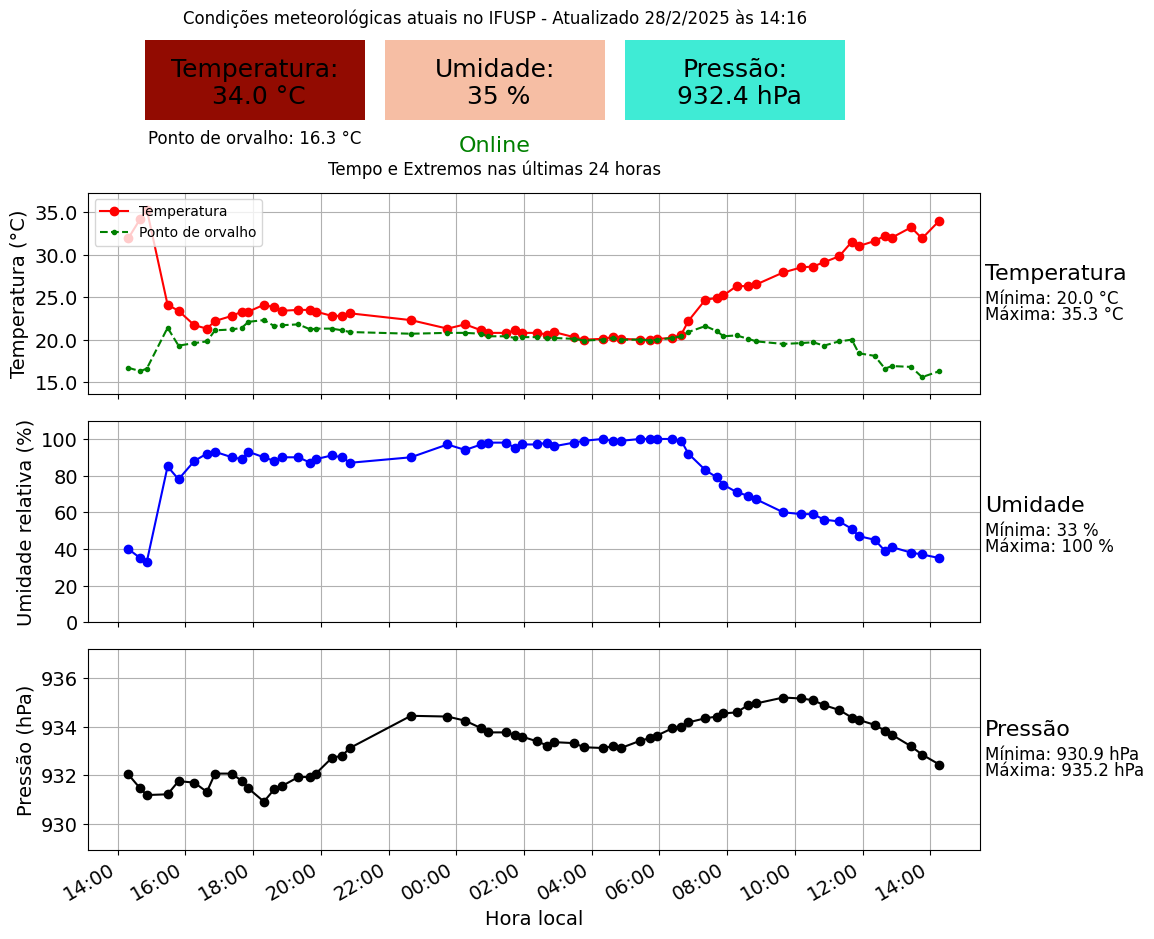 Condições meteorológicas atuais no IFUSP - Atualizado 28/2/2025 às 14:16
Temperatura:
34.0 °C
Umidade:
35 %
Pressão:
932.4 hPa
Ponto de orvalho: 16.3 °C
Online
Tempo e Extremos nas últimas 24 horas
Temperatura (°C)
35.0
30.0
25.0
20.0
15.0
Temperatura
Ponto de orvalho
Temperatura
Mínima: 20.0 °C
Máxima: 35.3 °C
Umidade relativa (%)
100
80
60
40
20
0
Umidade
Mínima: 33 %
Máxima: 100 %
Pressão (hPa)
936
934
932
930
Pressão
Mínima: 930.9 hPa
Máxima: 935.2 hPa
14:00
16:00
18:00
20:00
22:00
00:00
02:00
04:00
06:00
08:00
10:00
12:00
14:00
Hora local